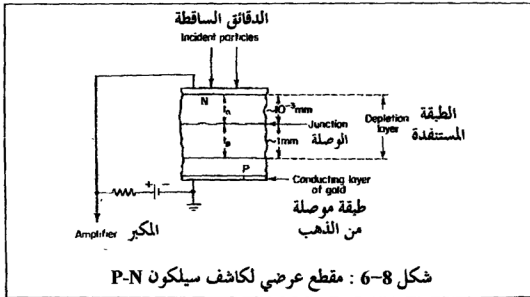 الدقائق الساقطة
Incident particles
N
tₙ
~10⁻³mm
Junction
الوصلة
Depletion
layer
الطبقة
المستنفدة
~1mm
P
Conducting layer
of gold
طبقة موصلة
من الذهب
+ −
Amplifier
المكبر
شكل 8–6 : مقطع عرضي لكاشف سيلكون P-N